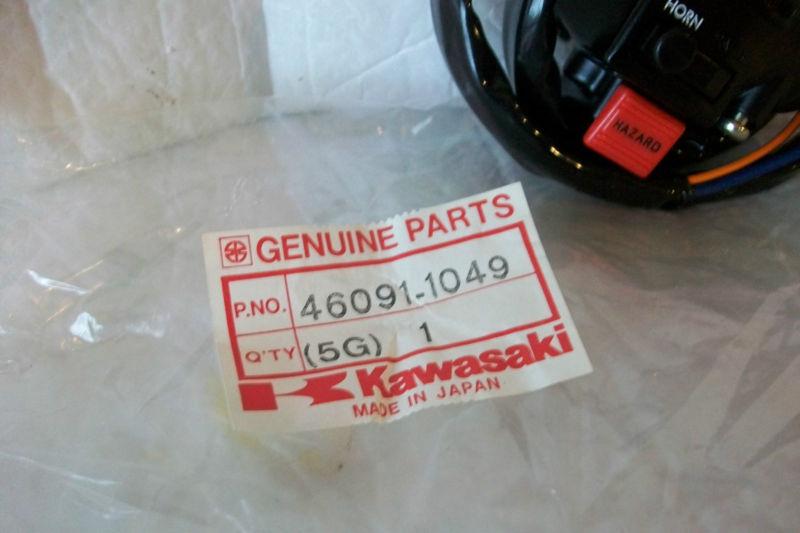 HORN
HAZARD
GENUINE PARTS
P.NO. 46091-1049
Q'TY (5G) 1
Kawasaki
MADE IN JAPAN